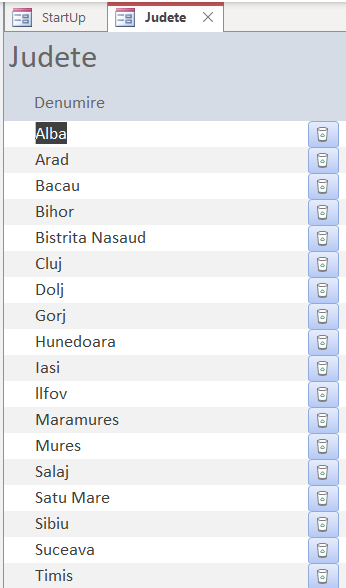 StartUp
Judete
Judete
Denumire
Alba
Arad
Bacau
Bihor
Bistrita Nasaud
Cluj
Dolj
Gorj
Hunedoara
Iasi
Ilfov
Maramures
Mures
Salaj
Satu Mare
Sibiu
Suceava
Timis